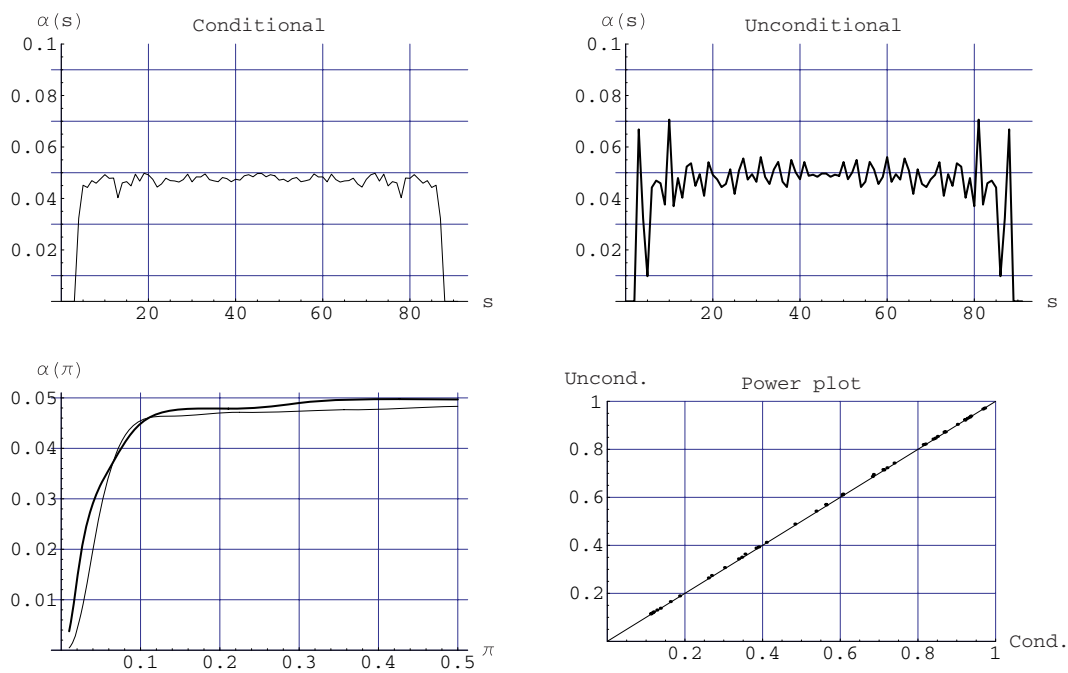 α(s) Conditional
0.1
0.08
0.06
0.04
0.02
20 40 60 80 s
α(s) Unconditional
0.1
0.08
0.06
0.04
0.02
20 40 60 80 s
α(π)
0.05
0.04
0.03
0.02
0.01
0.1 0.2 0.3 0.4 0.5 π
Uncond. Power plot
1
0.8
0.6
0.4
0.2
0.2 0.4 0.6 0.8 1 Cond.